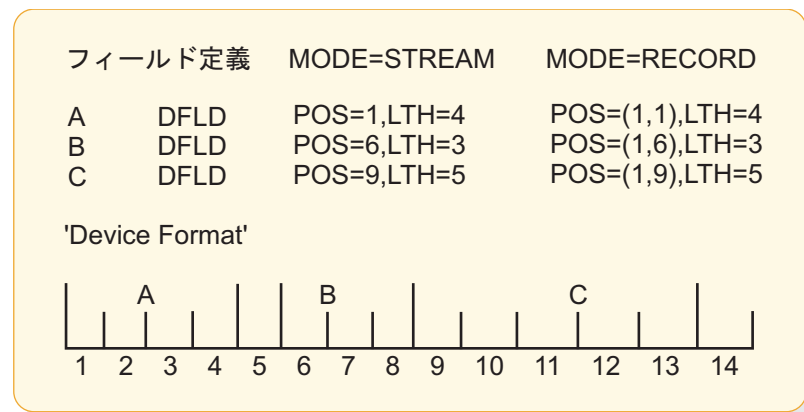 フィールド定義 MODE=STREAM MODE=RECORD
A DFLD POS=1,LTH=4 POS=(1,1),LTH=4
B DFLD POS=6,LTH=3 POS=(1,6),LTH=3
C DFLD POS=9,LTH=5 POS=(1,9),LTH=5
'Device Format'
A B C
1 2 3 4 5 6 7 8 9 10 11 12 13 14